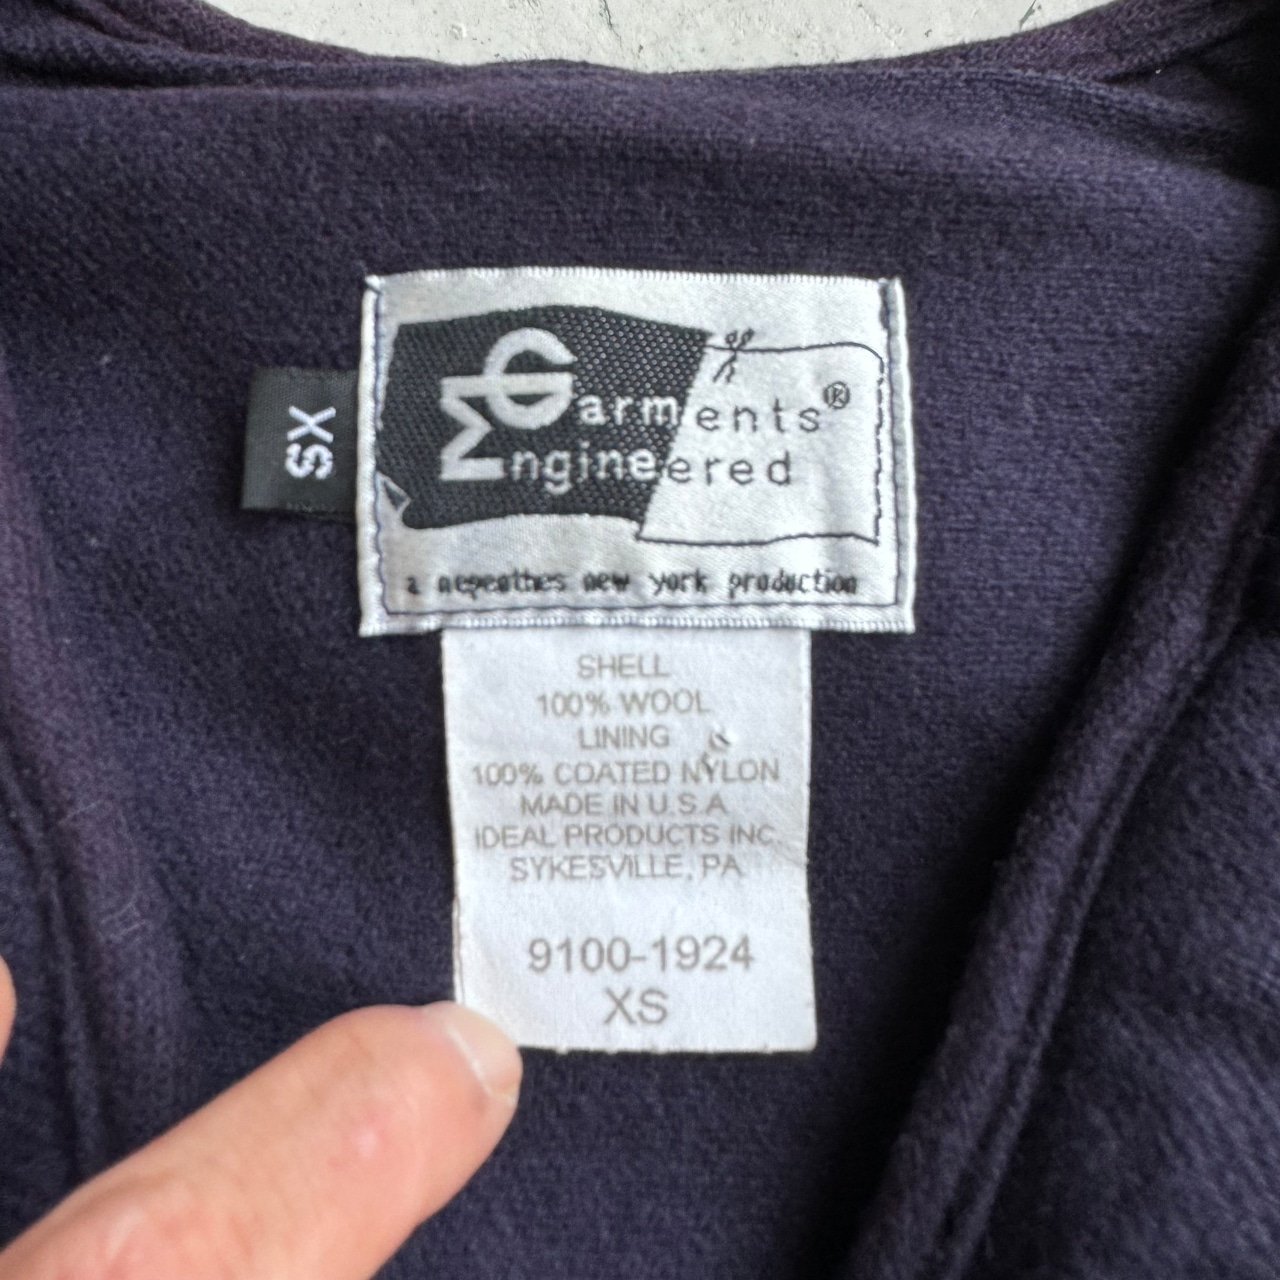 XS
Garments®
Engineered
a nepenthes new york production
SHELL
100% WOOL
LINING
100% COATED NYLON
MADE IN U.S.A
IDEAL PRODUCTS INC.
SYKESVILLE, PA
9100-1924
XS